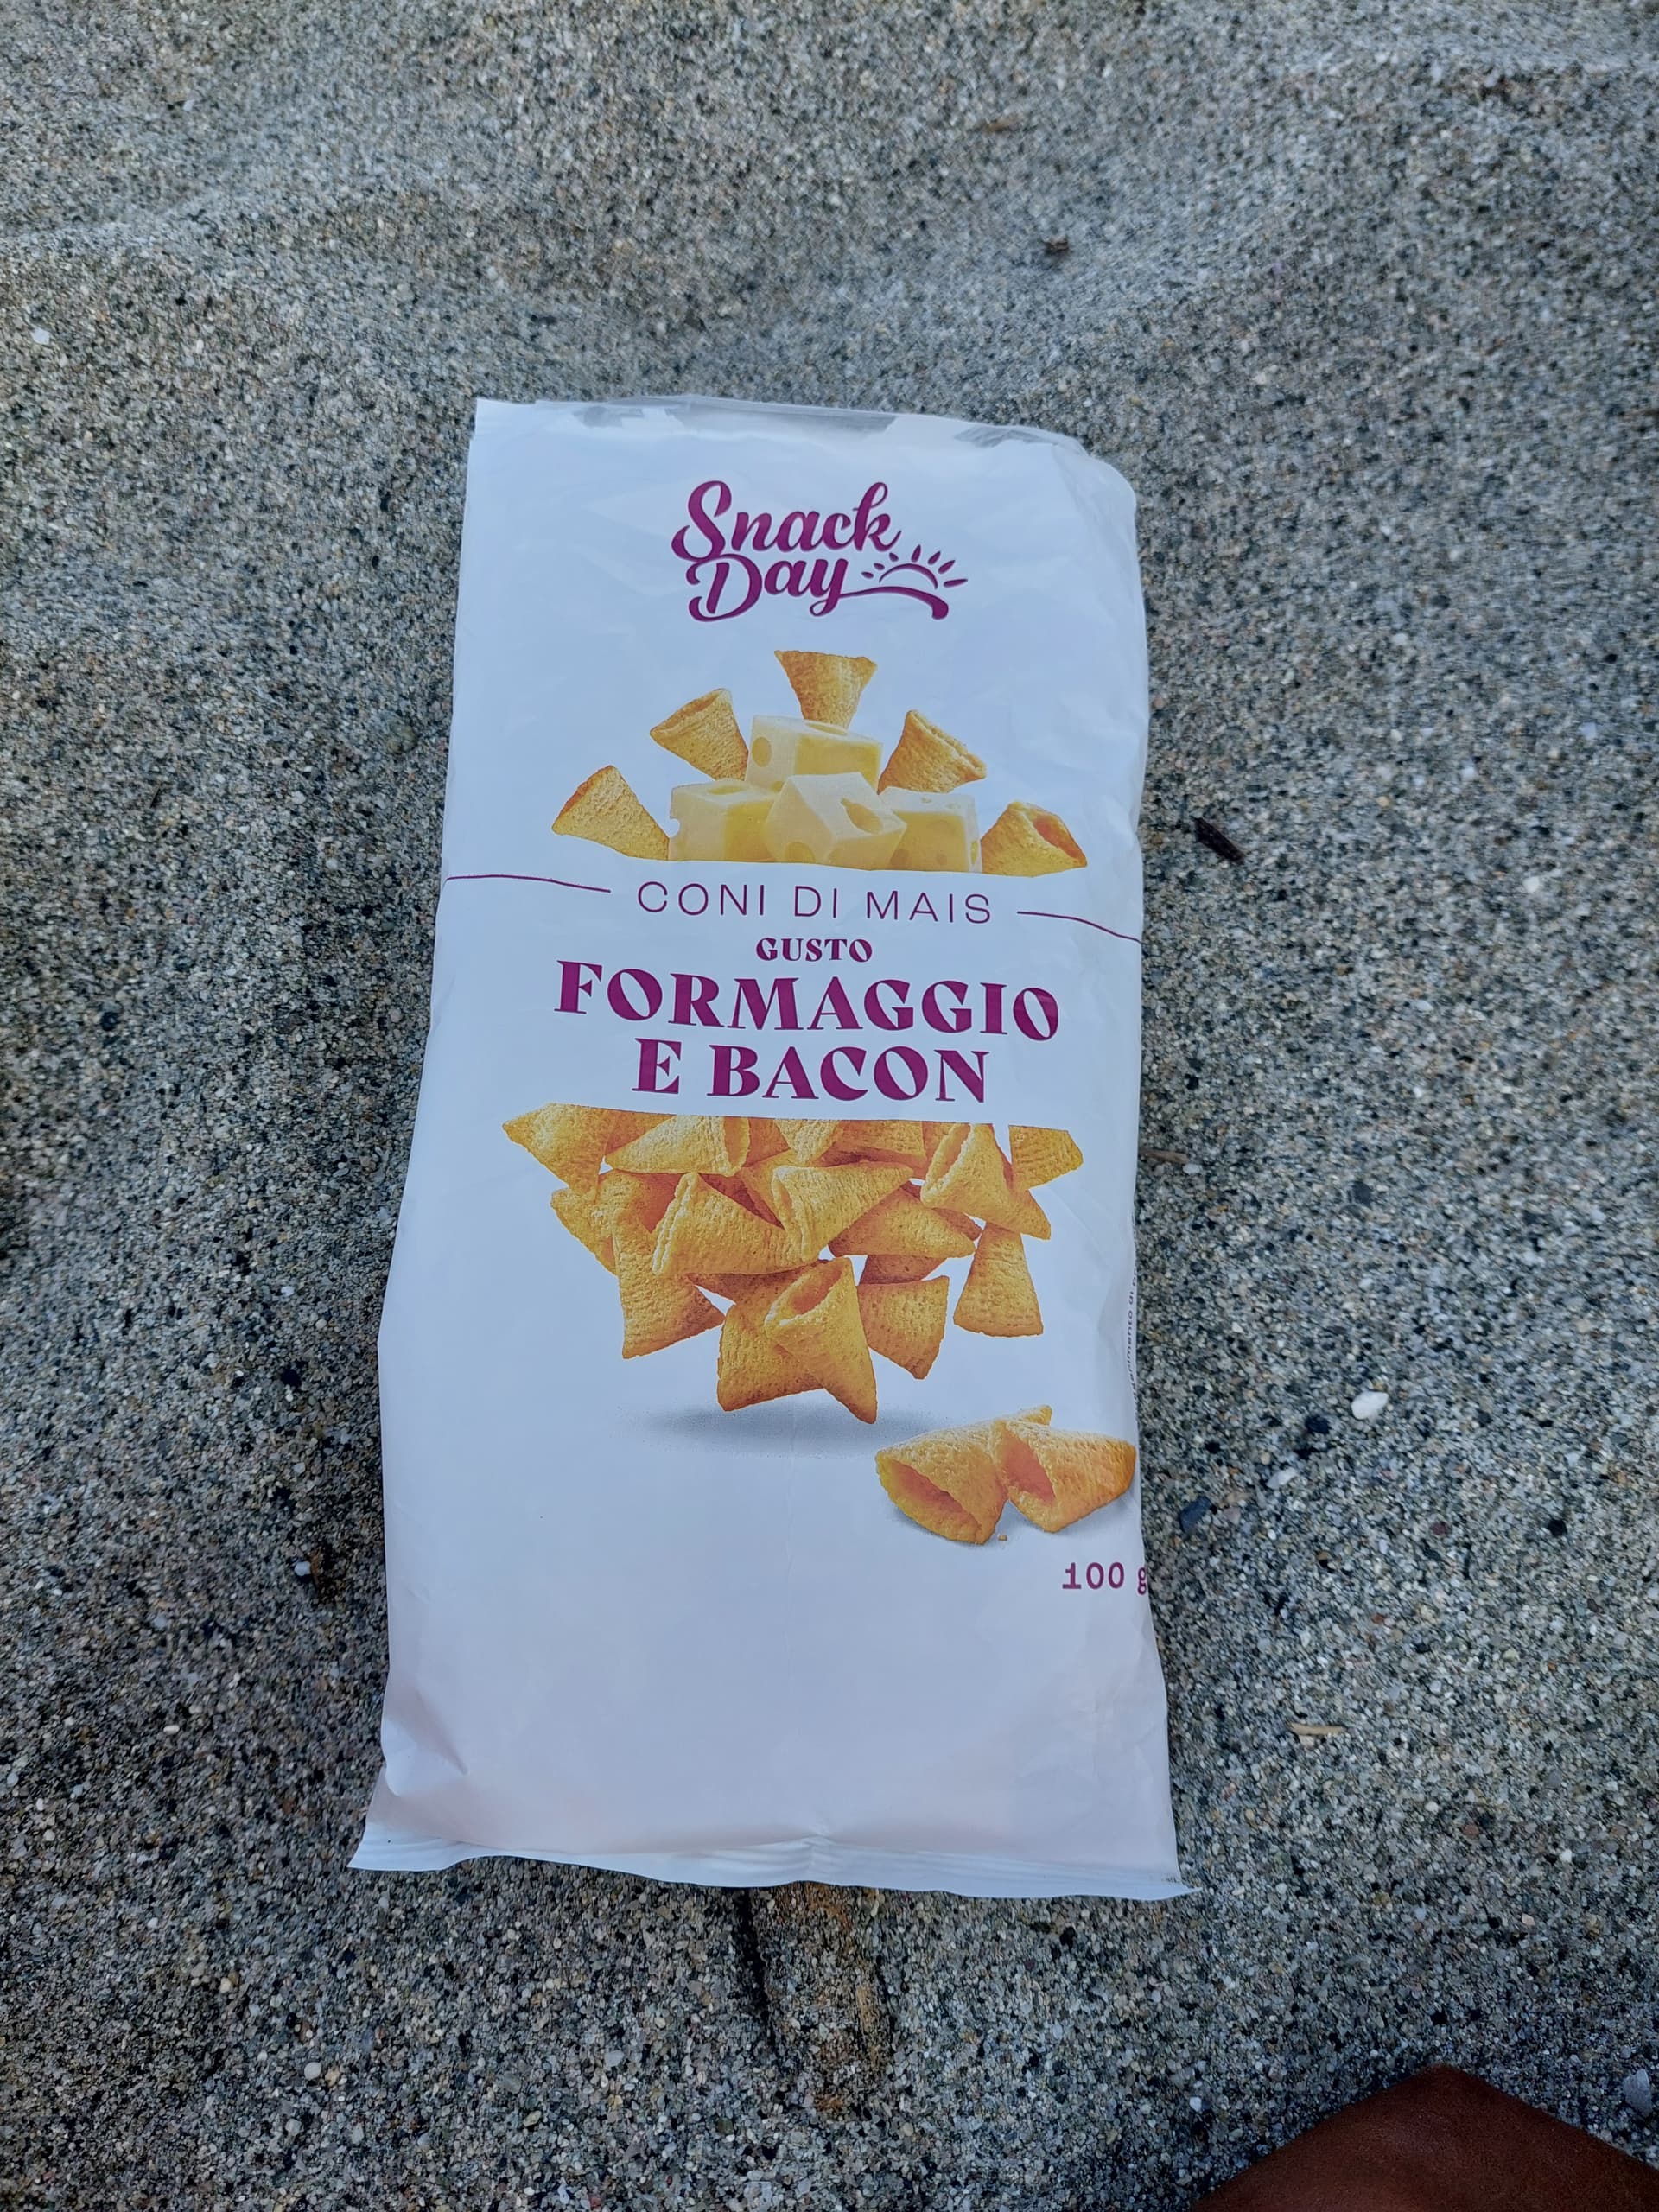 Snack
Day
CONI DI MAIS
GUSTO
FORMAGGIO
E BACON
100 g